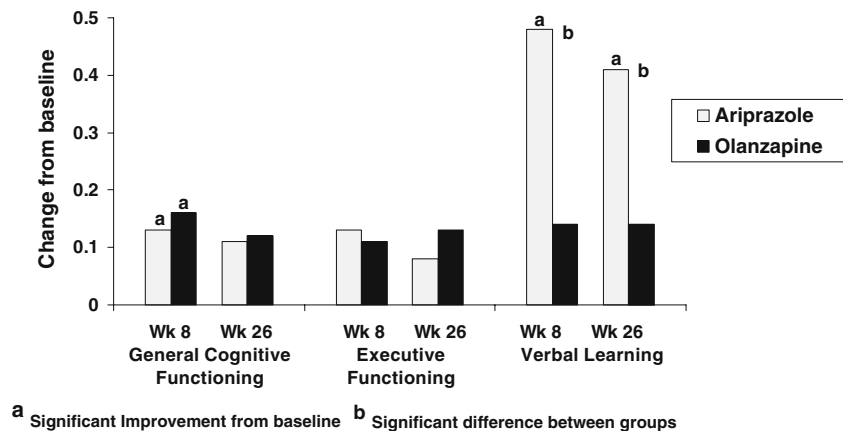 Change from baseline
0.5
0.4
0.3
0.2
0.1
0
a
a
a
b
a
b
Ariprazole
Olanzapine
Wk 8 Wk 26 Wk 8 Wk 26 Wk 8 Wk 26
General Cognitive Functioning
Executive Functioning
Verbal Learning
a Significant Improvement from baseline b Significant difference between groups